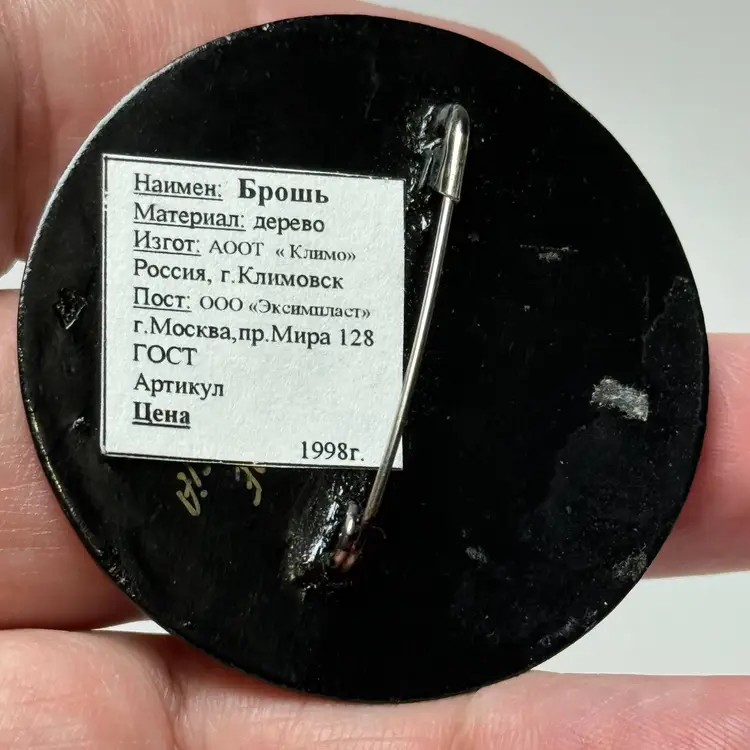 Наимен: Брошь
Материал: дерево
Изгот: АООТ « Климо»
Россия, г.Климовск
Пост: ООО «Эксимпласт»
г.Москва,пр.Мира 128
ГОСТ
Артикул
Цена
1998г.